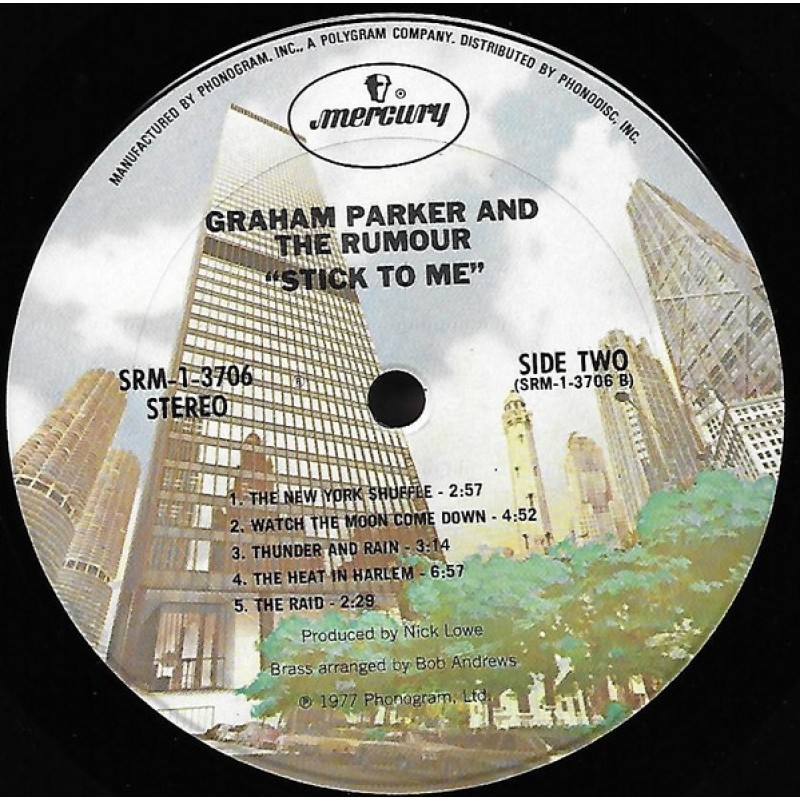 MANUFACTURED BY PHONOGRAM, INC., A POLYGRAM COMPANY. DISTRIBUTED BY PHONODISC, INC.
mercury ®
GRAHAM PARKER AND
THE RUMOUR
“STICK TO ME”
SRM-1-3706
STEREO
SIDE TWO
(SRM-1-3706 B)
1. THE NEW YORK SHUFFLE - 2:57
2. WATCH THE MOON COME DOWN - 4:52
3. THUNDER AND RAIN - 3:14
4. THE HEAT IN HARLEM - 6:57
5. THE RAID - 2:29
Produced by Nick Lowe
Brass arranged by Bob Andrews
℗ 1977 Phonogram, Ltd.